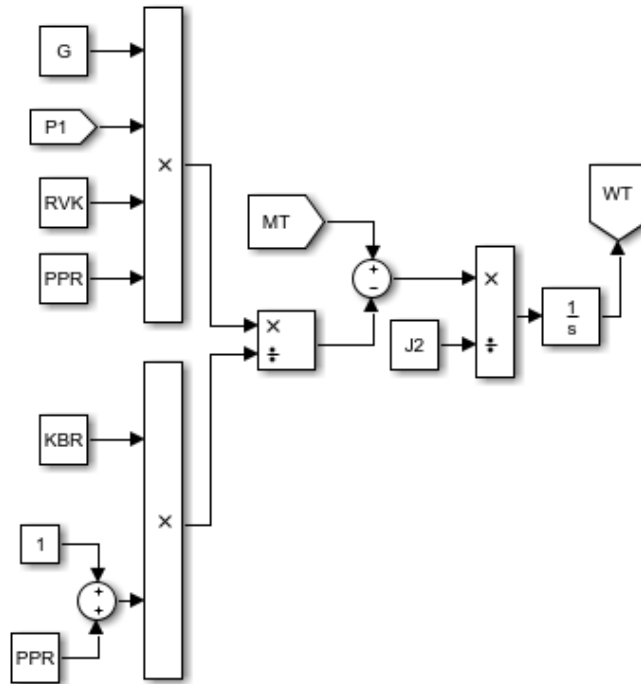 G
P1
RVK
PPR
×
MT
+
−
×
÷
J2
×
÷
1
s
WT
KBR
1
+
+
PPR
×